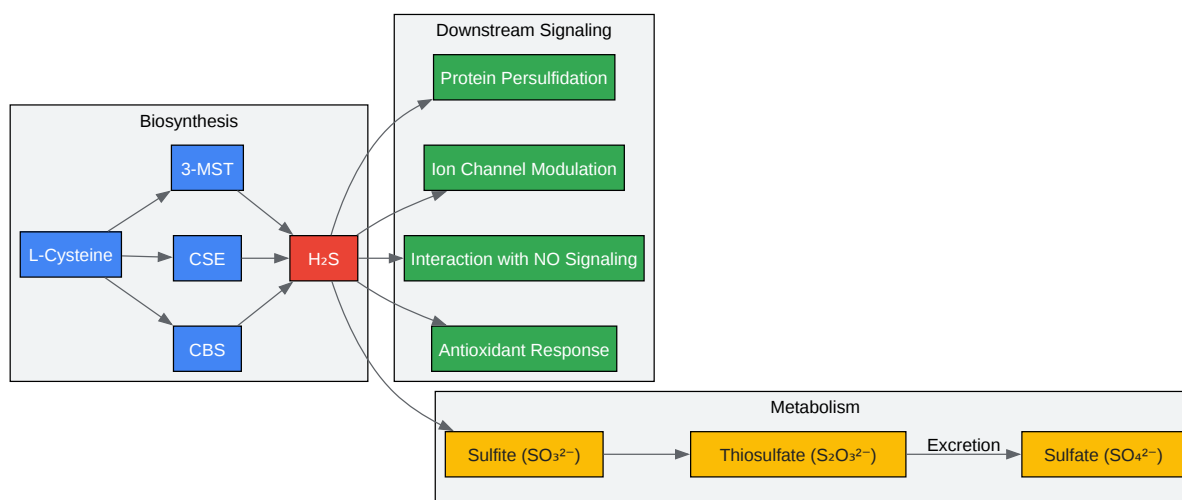 Downstream Signaling
Protein Persulfidation
Biosynthesis
3-MST
Ion Channel Modulation
L-Cysteine
CSE
H₂S
Interaction with NO Signaling
CBS
Antioxidant Response
Metabolism
Sulfite (SO₃²⁻)
Thiosulfate (S₂O₃²⁻)
Excretion
Sulfate (SO₄²⁻)